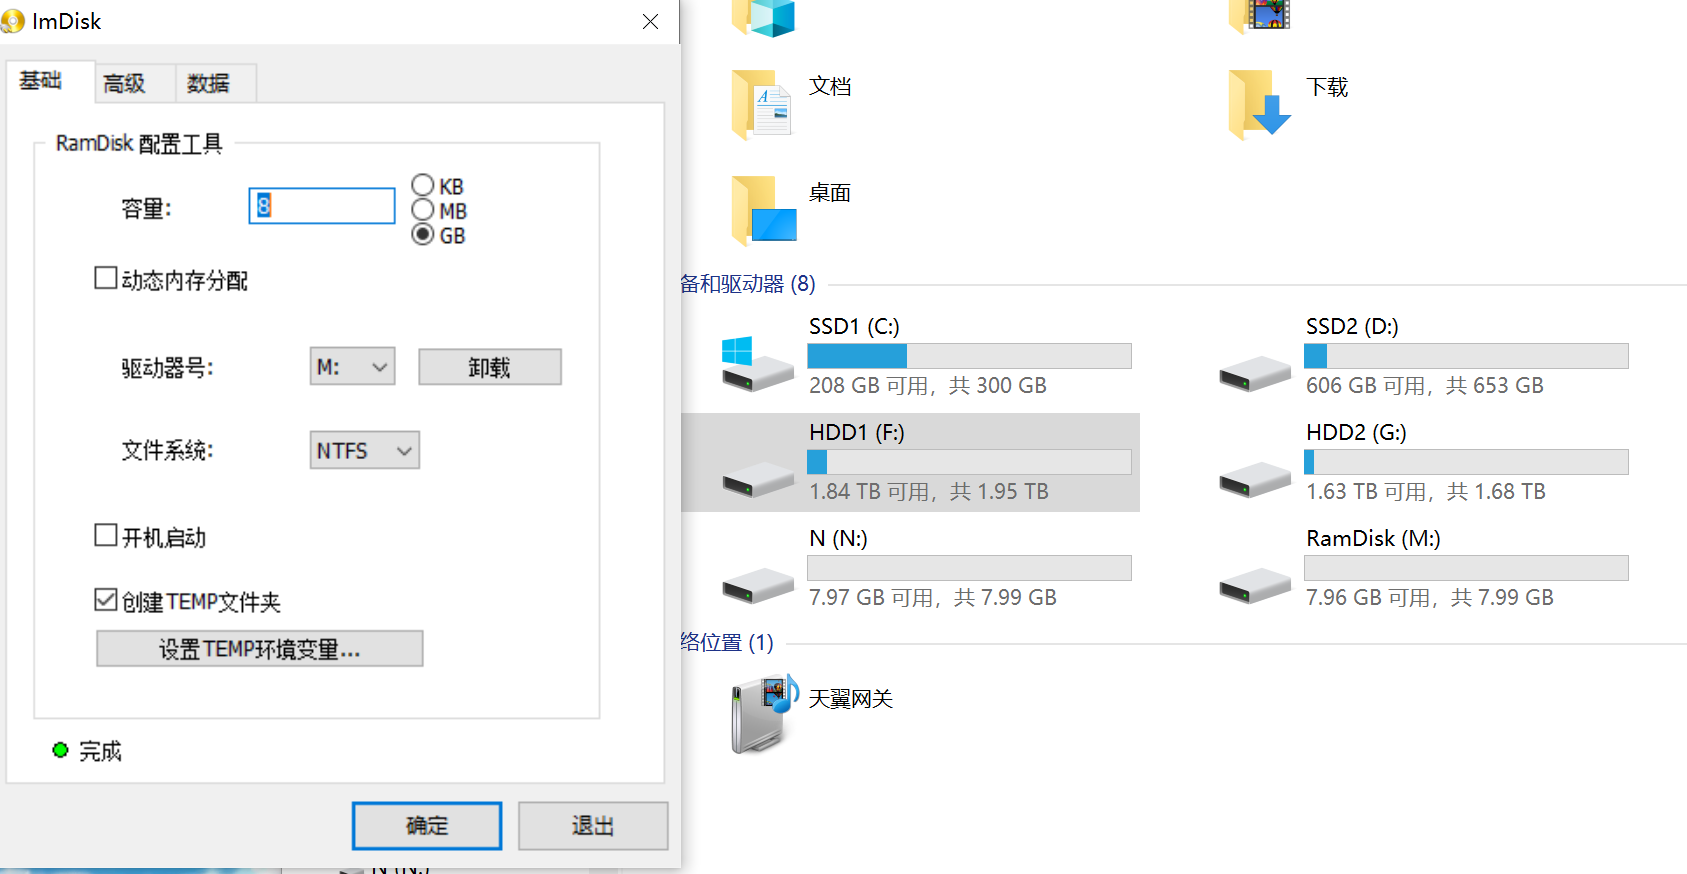 ImDisk
基础
高级
数据
RamDisk 配置工具
容量:
8
KB
MB
GB
动态内存分配
驱动器号:
M:
卸载
文件系统:
NTFS
开机启动
创建TEMP文件夹
设置TEMP环境变量...
完成
确定
退出
文档
下载
桌面
备和驱动器 (8)
SSD1 (C:)
208 GB 可用，共 300 GB
SSD2 (D:)
606 GB 可用，共 653 GB
HDD1 (F:)
1.84 TB 可用，共 1.95 TB
HDD2 (G:)
1.63 TB 可用，共 1.68 TB
N (N:)
7.97 GB 可用，共 7.99 GB
RamDisk (M:)
7.96 GB 可用，共 7.99 GB
络位置 (1)
天翼网关
N (N:)